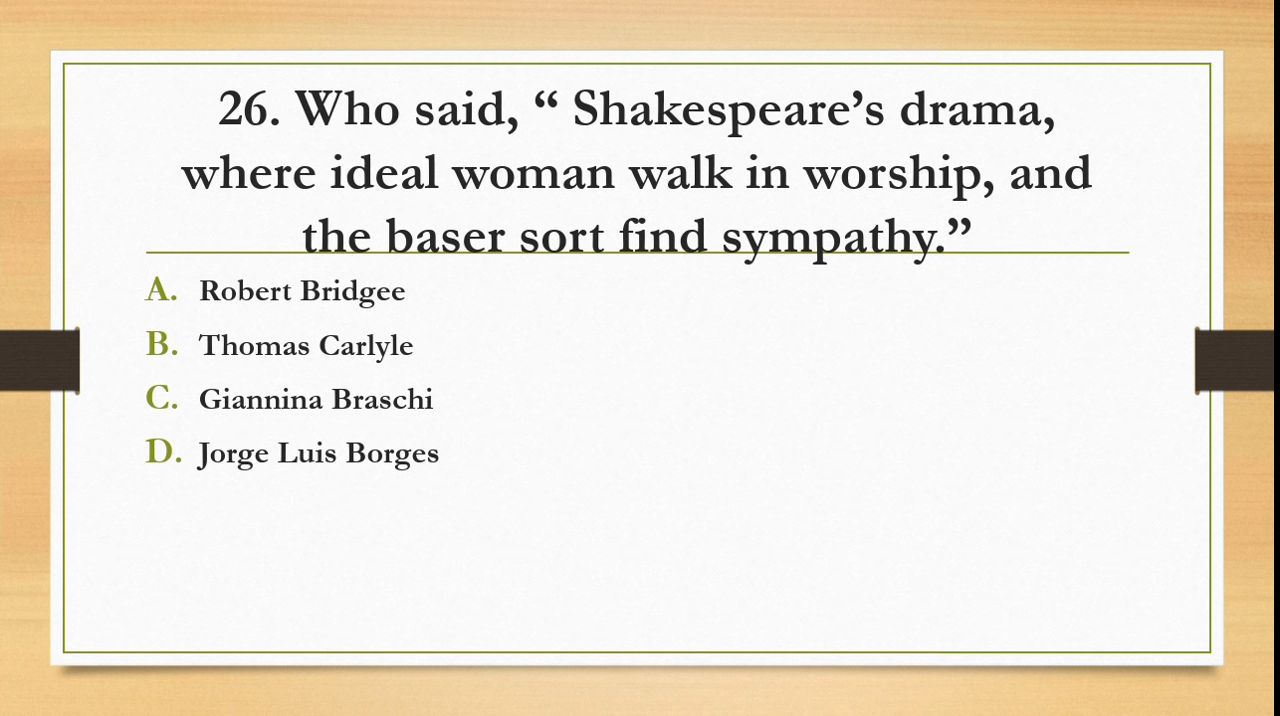 26. Who said, “ Shakespeare’s drama,
where ideal woman walk in worship, and
the baser sort find sympathy.”
A. Robert Bridgee
B. Thomas Carlyle
C. Giannina Braschi
D. Jorge Luis Borges